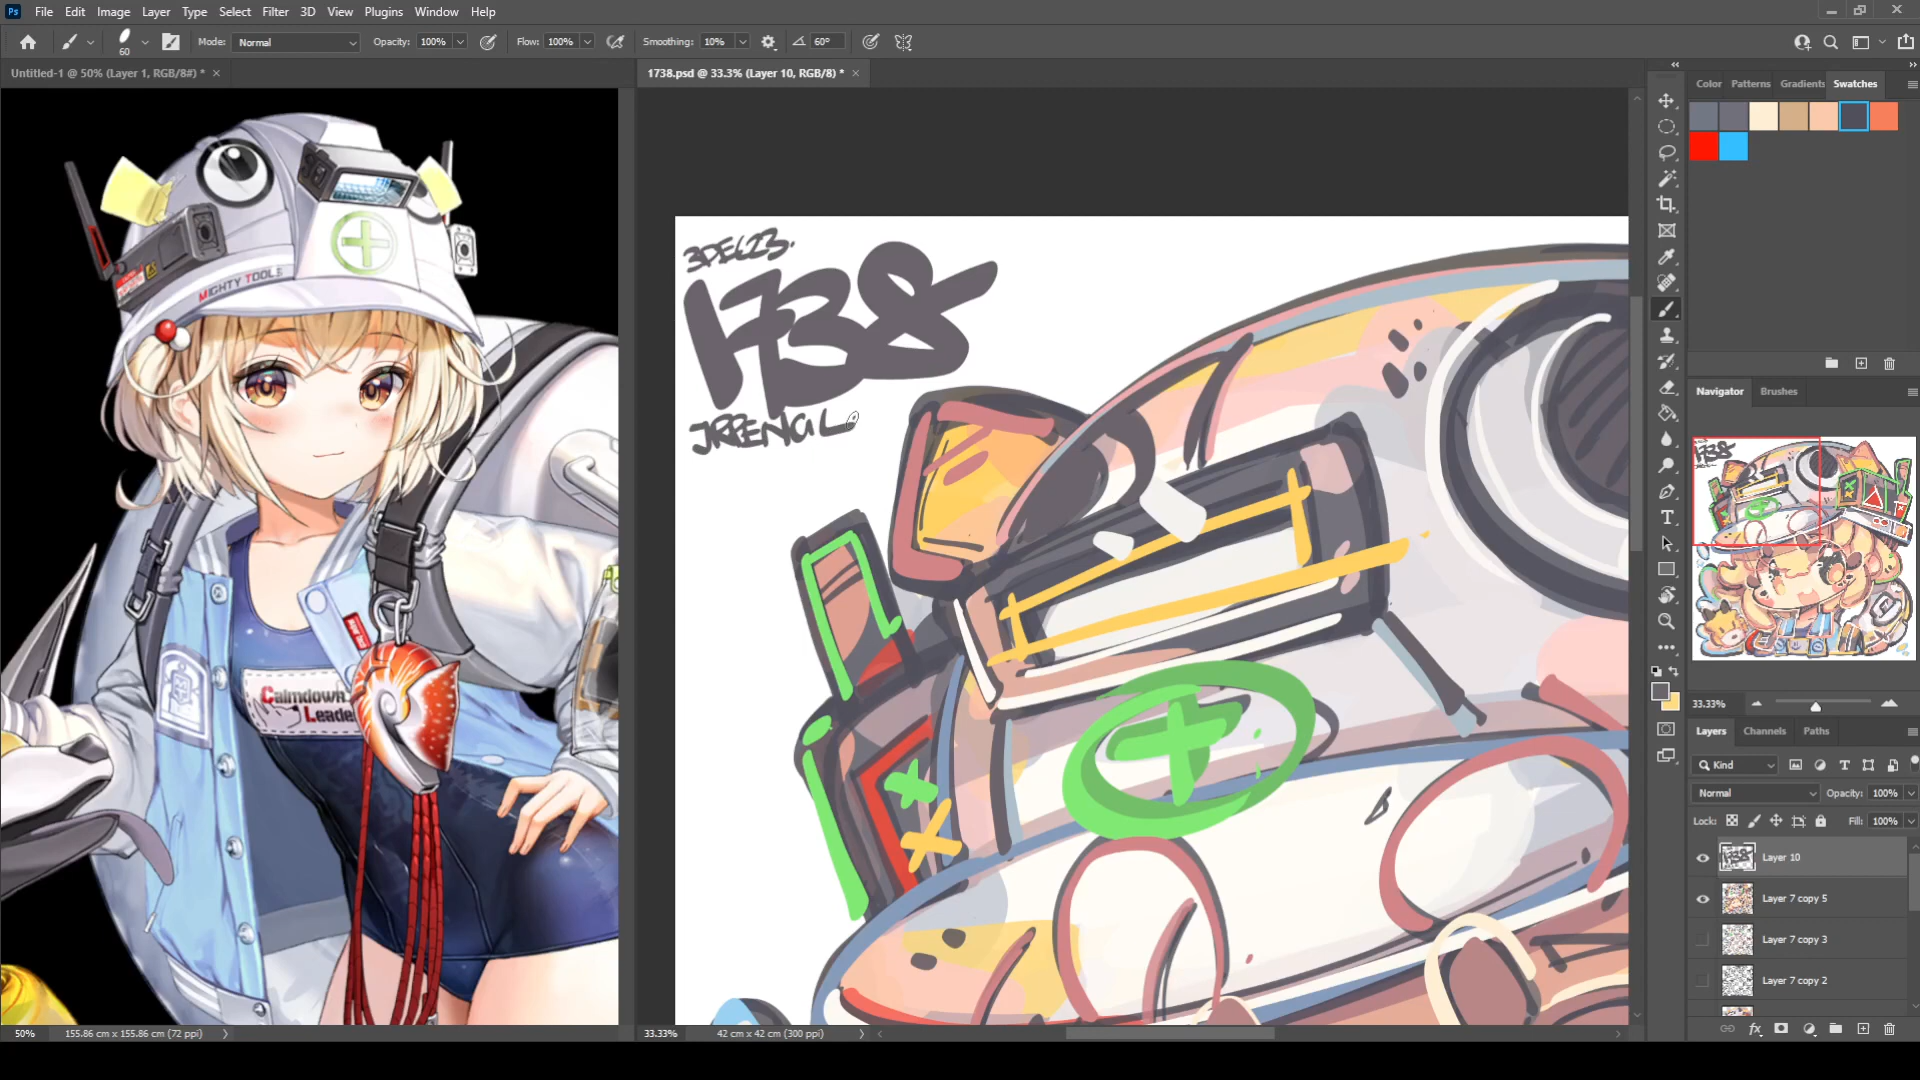 Ps File Edit Image Layer Type Select Filter 3D View Plugins Window Help
60 Mode: Normal Opacity: 100% Flow: 100% Smoothing: 10% 60°
Untitled-1 @ 50% (Layer 1, RGB/8#) * ×
1738.psd @ 33.3% (Layer 10, RGB/8) * ×
Color Patterns Gradients Swatches
3DEC23.
1738
JRPENCIL
MIGHTY TOOLS
Calmdown
Leade
Navigator Brushes
33.33%
Layers Channels Paths
Kind
Normal Opacity: 100%
Lock: Fill: 100%
Layer 10
Layer 7 copy 5
Layer 7 copy 3
Layer 7 copy 2
50% 155.86 cm x 155.86 cm (72 ppi)
33.33% 42 cm x 42 cm (300 ppi)